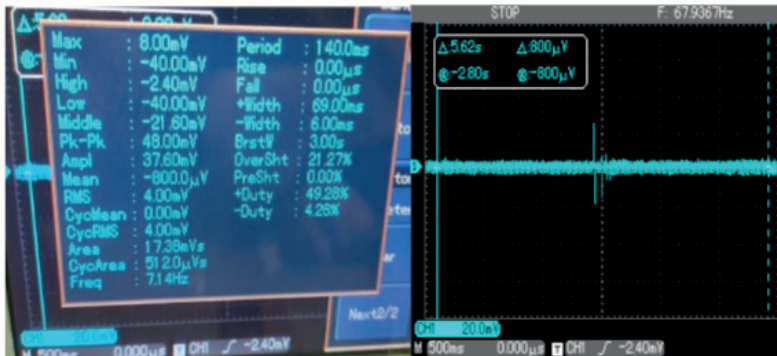 Max : 8.00mV Period : 140.0ms
Min : -40.00mV Rise : 0.00μs
High : -2.40mV Fall : 0.00μs
Low : -40.00mV +Width : 69.00ms
Middle : -21.60mV -Width : 6.00ms
Pk-Pk : 48.00mV BrstW : 3.00s
Ampl : 37.60mV OverSht : 21.27%
Mean : -800.0μV PreSht : 0.00%
RMS : 4.00mV +Duty : 49.28%
CycMean : 0.00mV -Duty : 4.28%
CycRMS : 4.00mV
Area : 17.38mVs
CycArea : 512.0μVs
Freq : 7.14Hz
Next2/2
CH1 20.0mV
M 500ms 0.000μs T CH1 -2.40mV
STOP F: 67.9367Hz
Δ:5.62s Δ:800μV
@:-2.80s @:-800μV
CH1 20.0mV
M 500ms 0.000μs T CH1 -2.40mV